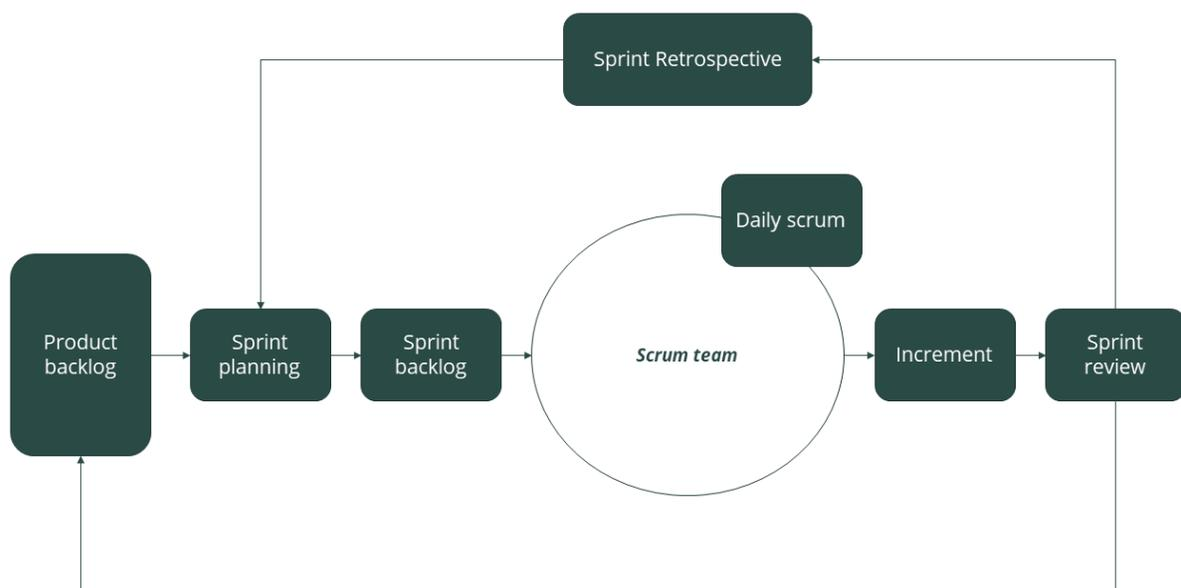 Sprint Retrospective
Daily scrum
Product
backlog
Sprint
planning
Sprint
backlog
Scrum team
Increment
Sprint
review